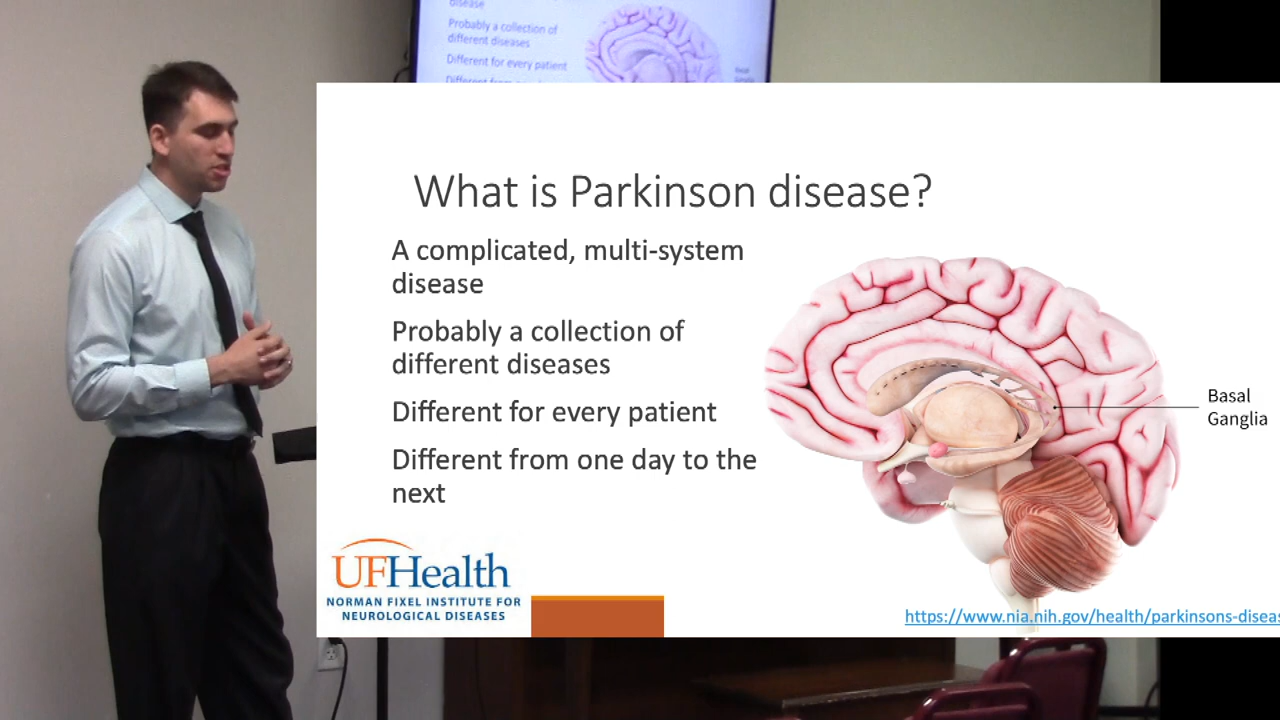 disease
Probably a collection of
different diseases
Different for every patient
What is Parkinson disease?
A complicated, multi-system
disease
Probably a collection of
different diseases
Different for every patient
Different from one day to the
next
Basal
Ganglia
UFHealth
NORMAN FIXEL INSTITUTE FOR
NEUROLOGICAL DISEASES
https://www.nia.nih.gov/health/parkinsons-diseas